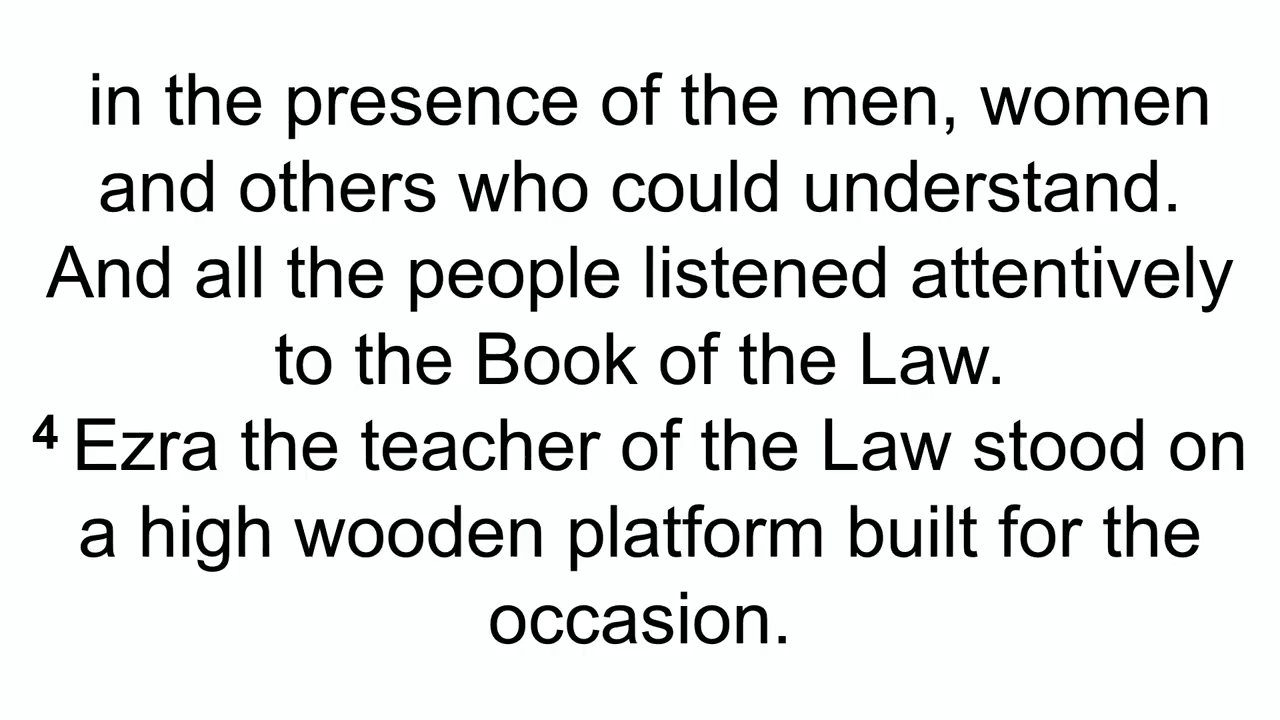 in the presence of the men, women
and others who could understand.
And all the people listened attentively
to the Book of the Law.
4 Ezra the teacher of the Law stood on
a high wooden platform built for the
occasion.